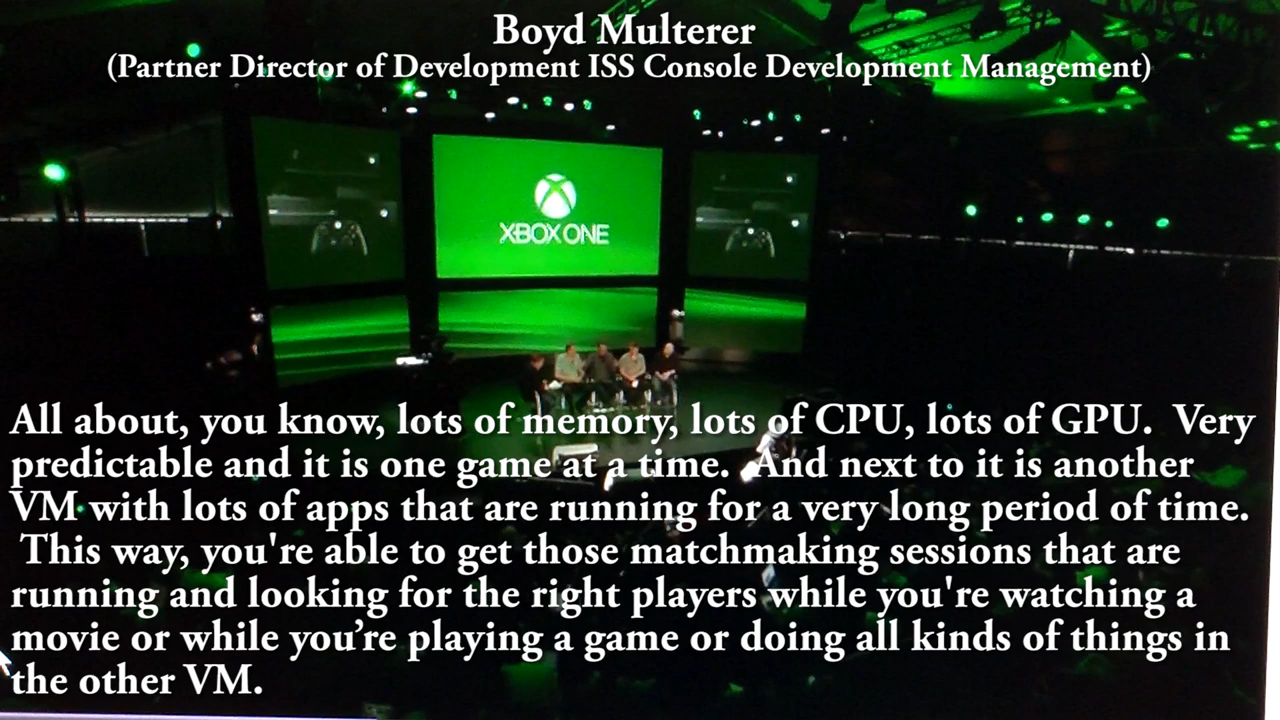 Boyd Multerer
(Partner Director of Development ISS Console Development Management)
XBOX ONE
All about, you know, lots of memory, lots of CPU, lots of GPU.  Very
predictable and it is one game at a time.  And next to it is another
VM with lots of apps that are running for a very long period of time.
This way, you're able to get those matchmaking sessions that are
running and looking for the right players while you're watching a
movie or while you’re playing a game or doing all kinds of things in
the other VM.